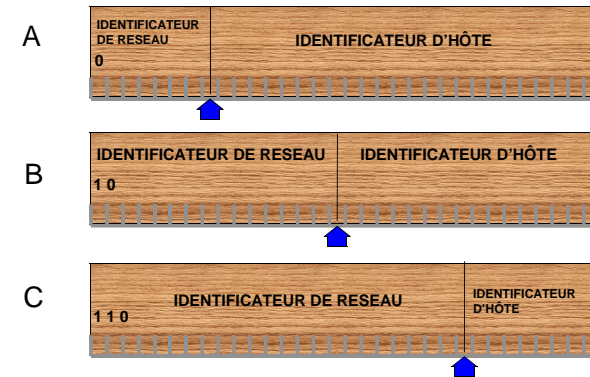 A
IDENTIFICATEUR
DE RESEAU
IDENTIFICATEUR D'HÔTE
0
B
IDENTIFICATEUR DE RESEAU
IDENTIFICATEUR D'HÔTE
1 0
C
IDENTIFICATEUR DE RESEAU
IDENTIFICATEUR
D'HÔTE
1 1 0